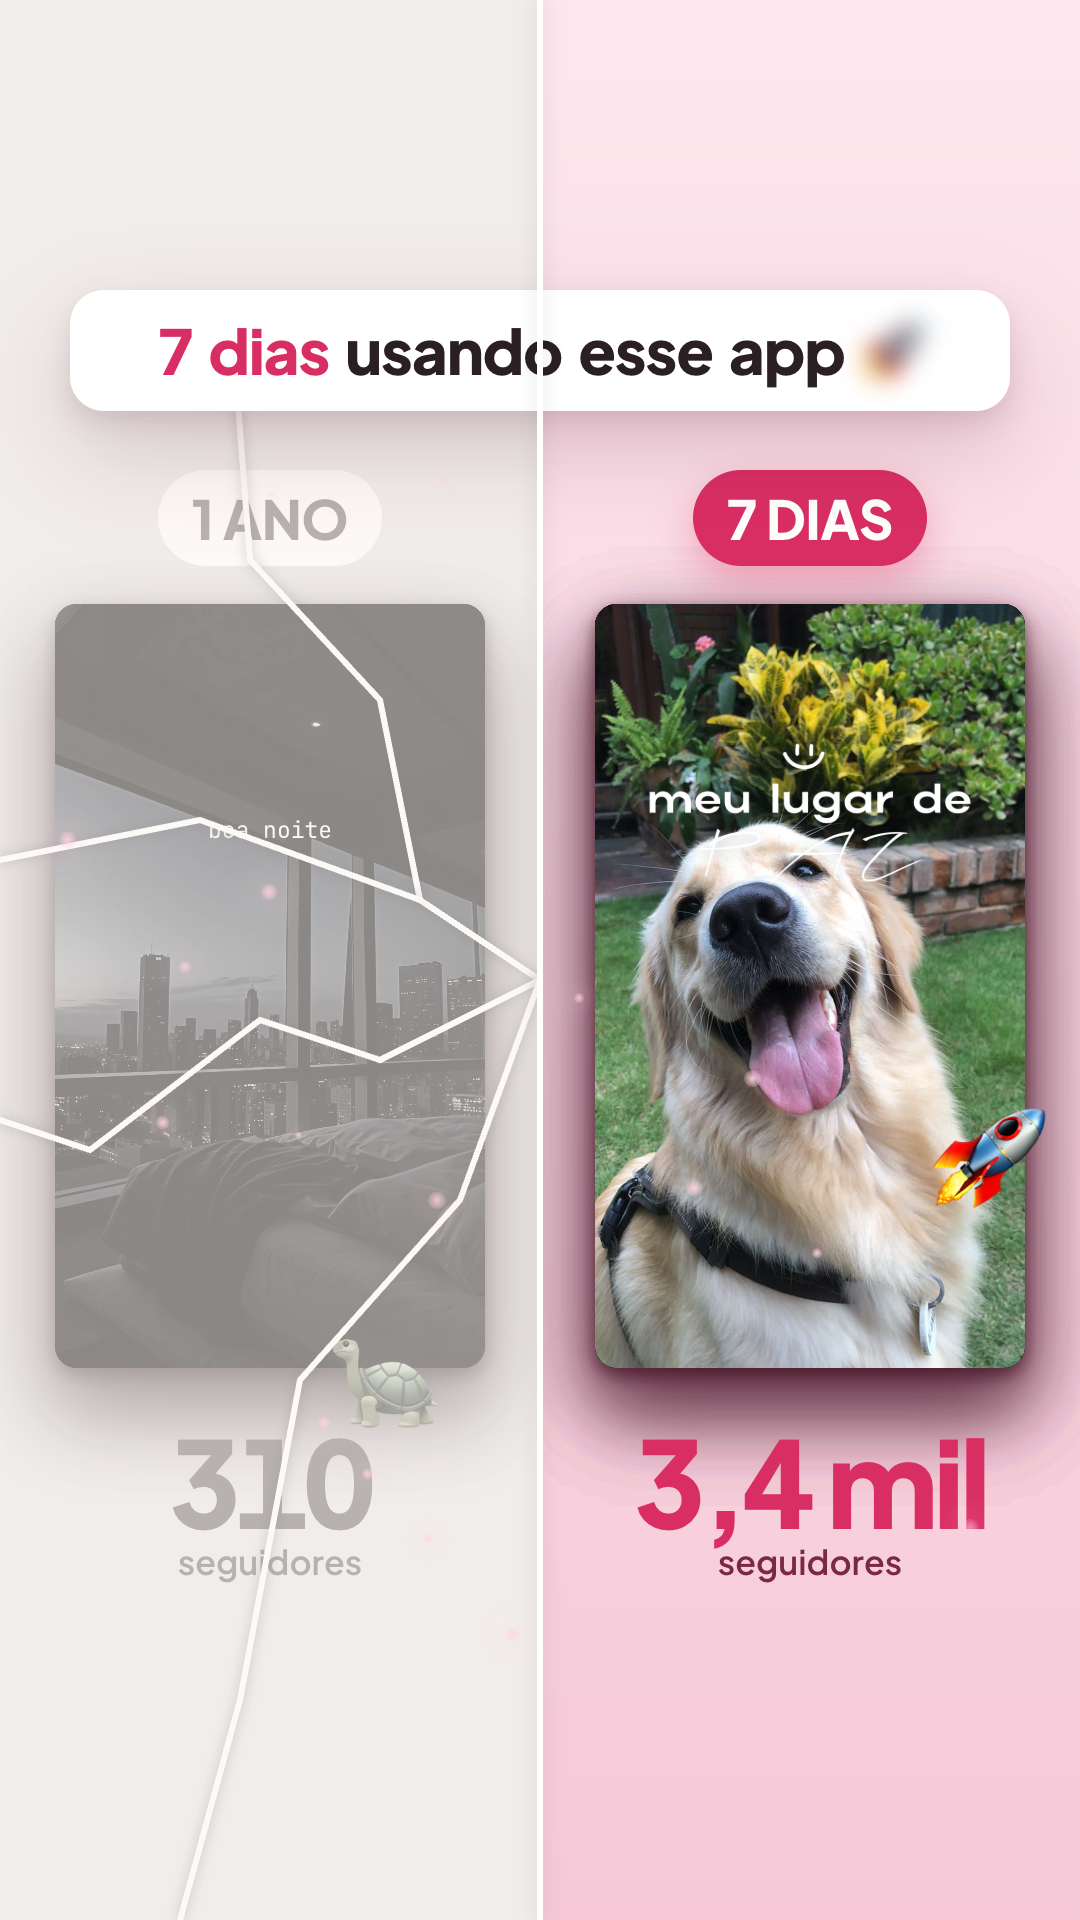 7 dias usando esse app
1 ANO
7 DIAS
boa noite
meu lugar de
PAZ
310
seguidores
3,4 mil
seguidores